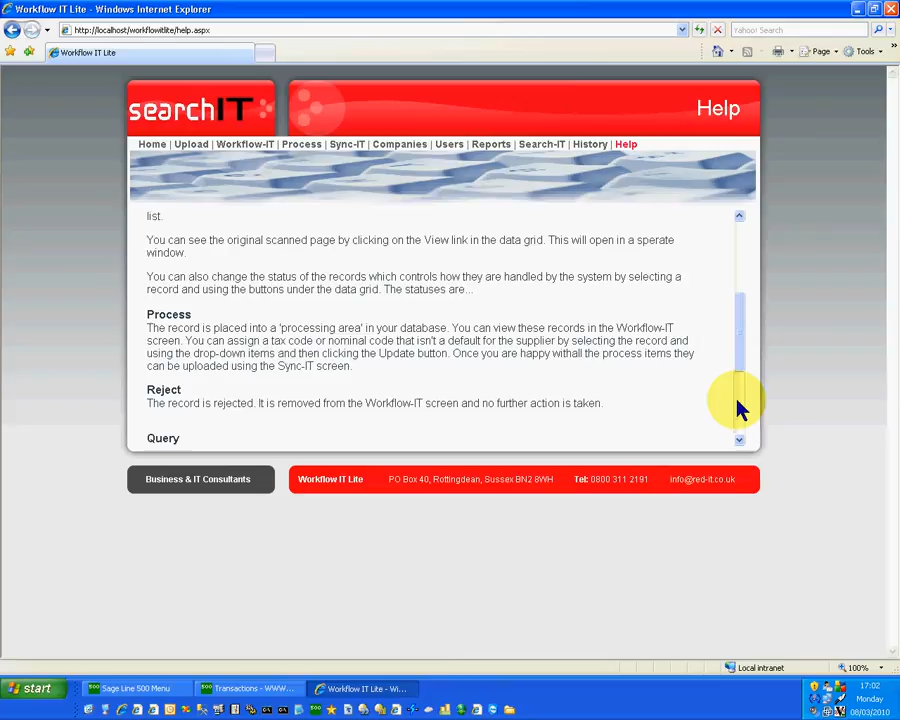 Workflow IT Lite - Windows Internet Explorer
http://localhost/workflowitlite/help.aspx
Yahoo! Search
Workflow IT Lite
Page
Tools
searchIT
Help
Home | Upload | Workflow-IT | Process | Sync-IT | Companies | Users | Reports | Search-IT | History | Help
list.
You can see the original scanned page by clicking on the View link in the data grid. This will open in a sperate
window.
You can also change the status of the records which controls how they are handled by the system by selecting a
record and using the buttons under the data grid. The statuses are...
Process
The record is placed into a 'processing area' in your database. You can view these records in the Workflow-IT
screen. You can assign a tax code or nominal code that isn't a default for the supplier by selecting the record and
using the drop-down items and then clicking the Update button. Once you are happy withall the process items they
can be uploaded using the Sync-IT screen.
Reject
The record is rejected. It is removed from the Workflow-IT screen and no further action is taken.
Query
Business & IT Consultants
Workflow IT Lite PO Box 40, Rottingdean, Sussex BN2 8WH Tel: 0800 311 2191 info@red-it.co.uk
Local intranet
100%
start
Sage Line 500 Menu
Transactions - WWW...
Workflow IT Lite - Wi...
17:02
Monday
08/03/2010